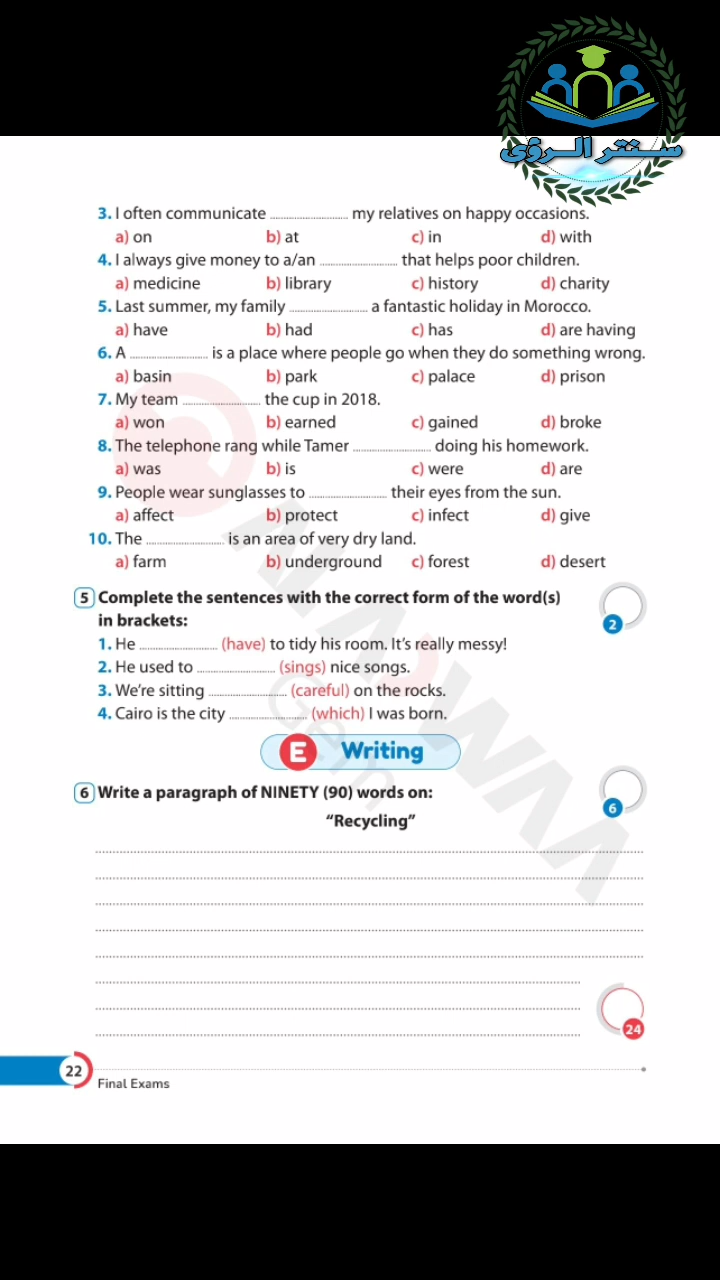 سنتر الرؤى
3. I often communicate ........................ my relatives on happy occasions.
a) on b) at c) in d) with
4. I always give money to a/an ........................ that helps poor children.
a) medicine b) library c) history d) charity
5. Last summer, my family ........................ a fantastic holiday in Morocco.
a) have b) had c) has d) are having
6. A ........................ is a place where people go when they do something wrong.
a) basin b) park c) palace d) prison
7. My team ........................ the cup in 2018.
a) won b) earned c) gained d) broke
8. The telephone rang while Tamer ........................ doing his homework.
a) was b) is c) were d) are
9. People wear sunglasses to ........................ their eyes from the sun.
a) affect b) protect c) infect d) give
10. The ........................ is an area of very dry land.
a) farm b) underground c) forest d) desert
5 Complete the sentences with the correct form of the word(s)
in brackets:
2
1. He ........................ (have) to tidy his room. It's really messy!
2. He used to ........................ (sings) nice songs.
3. We're sitting ........................ (careful) on the rocks.
4. Cairo is the city ........................ (which) I was born.
E Writing
6 Write a paragraph of NINETY (90) words on:
6
"Recycling"
24
22
Final Exams